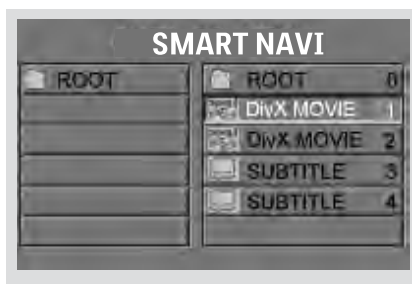 SMART NAVI
ROOT
ROOT 0
DivX MOVIE 1
DivX MOVIE 2
SUBTITLE 3
SUBTITLE 4